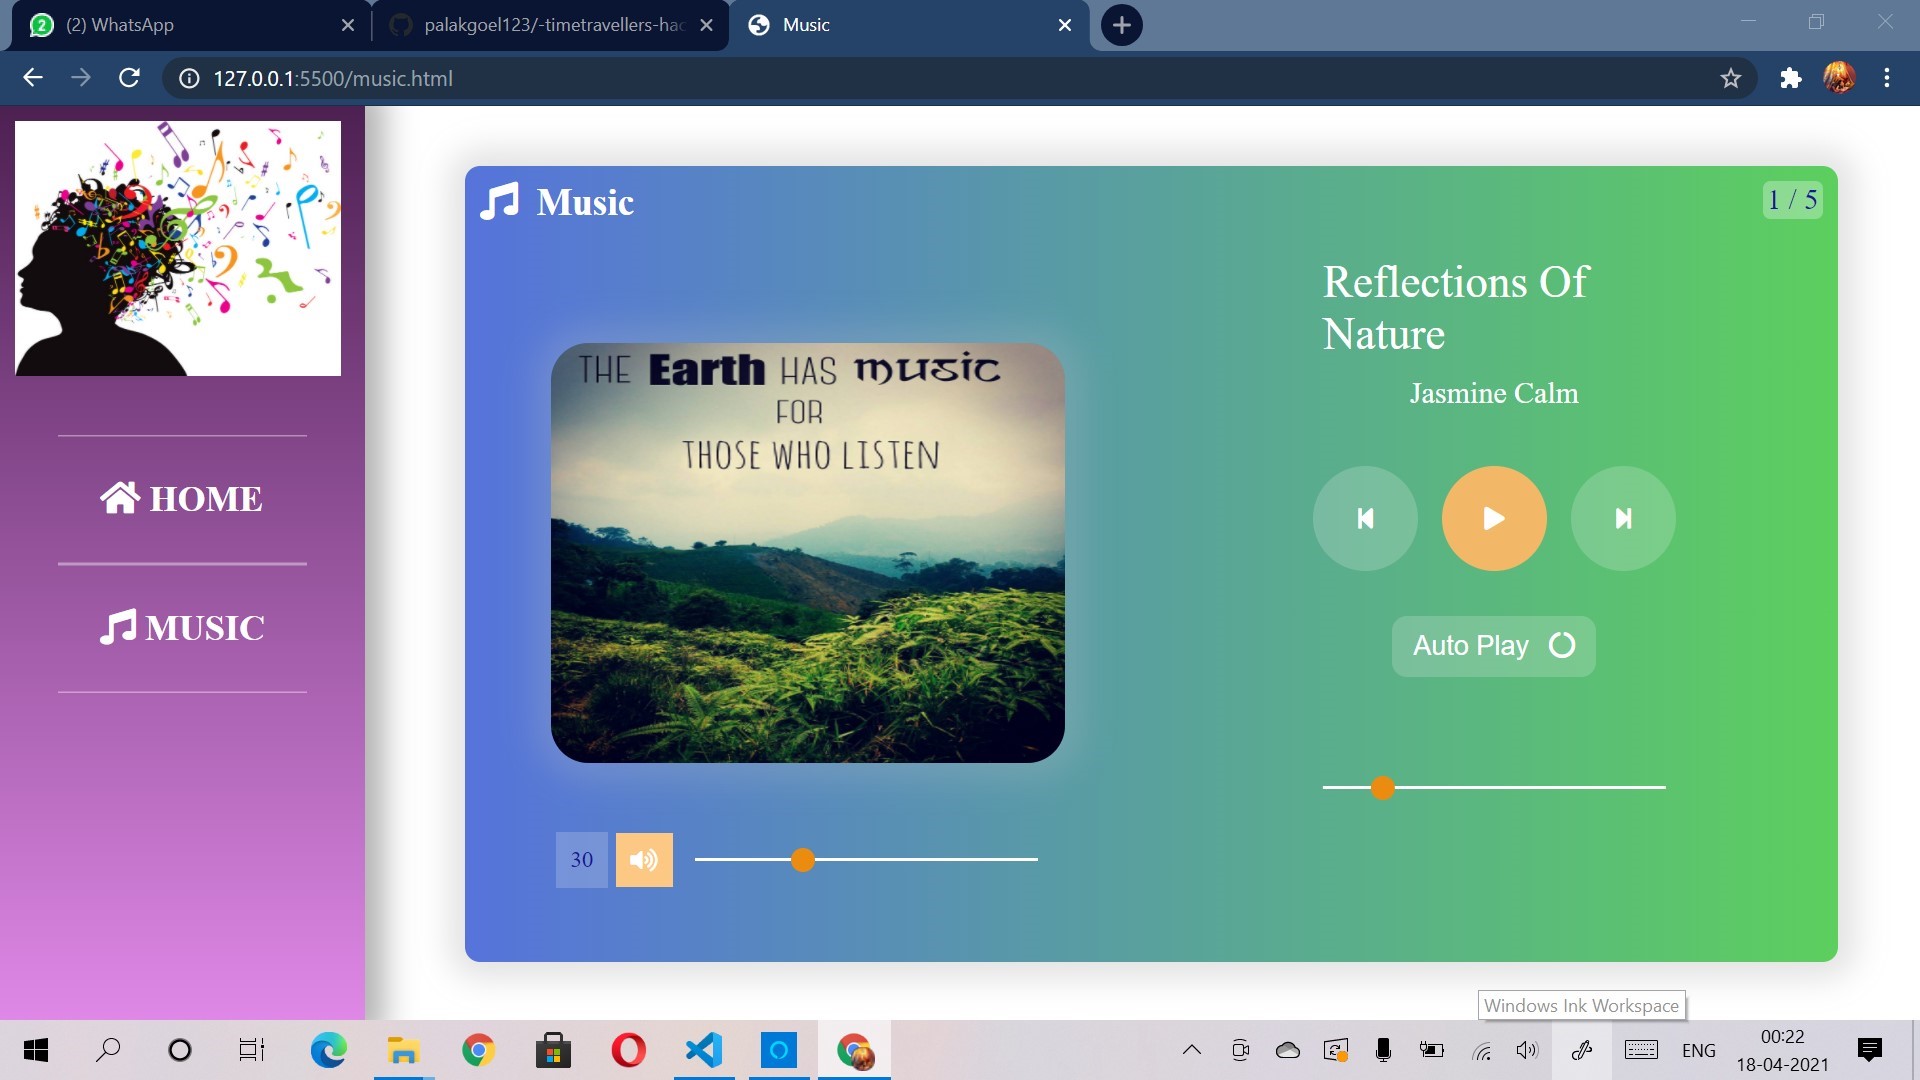 (2) WhatsApp
palakgoel123/-timetravellers-hac
Music
127.0.0.1:5500/music.html
Music
1 / 5
Reflections Of
Nature
Jasmine Calm
THE Earth HAS music
FOR
THOSE WHO LISTEN
HOME
MUSIC
Auto Play
30
Windows Ink Workspace
ENG
00:22
18-04-2021